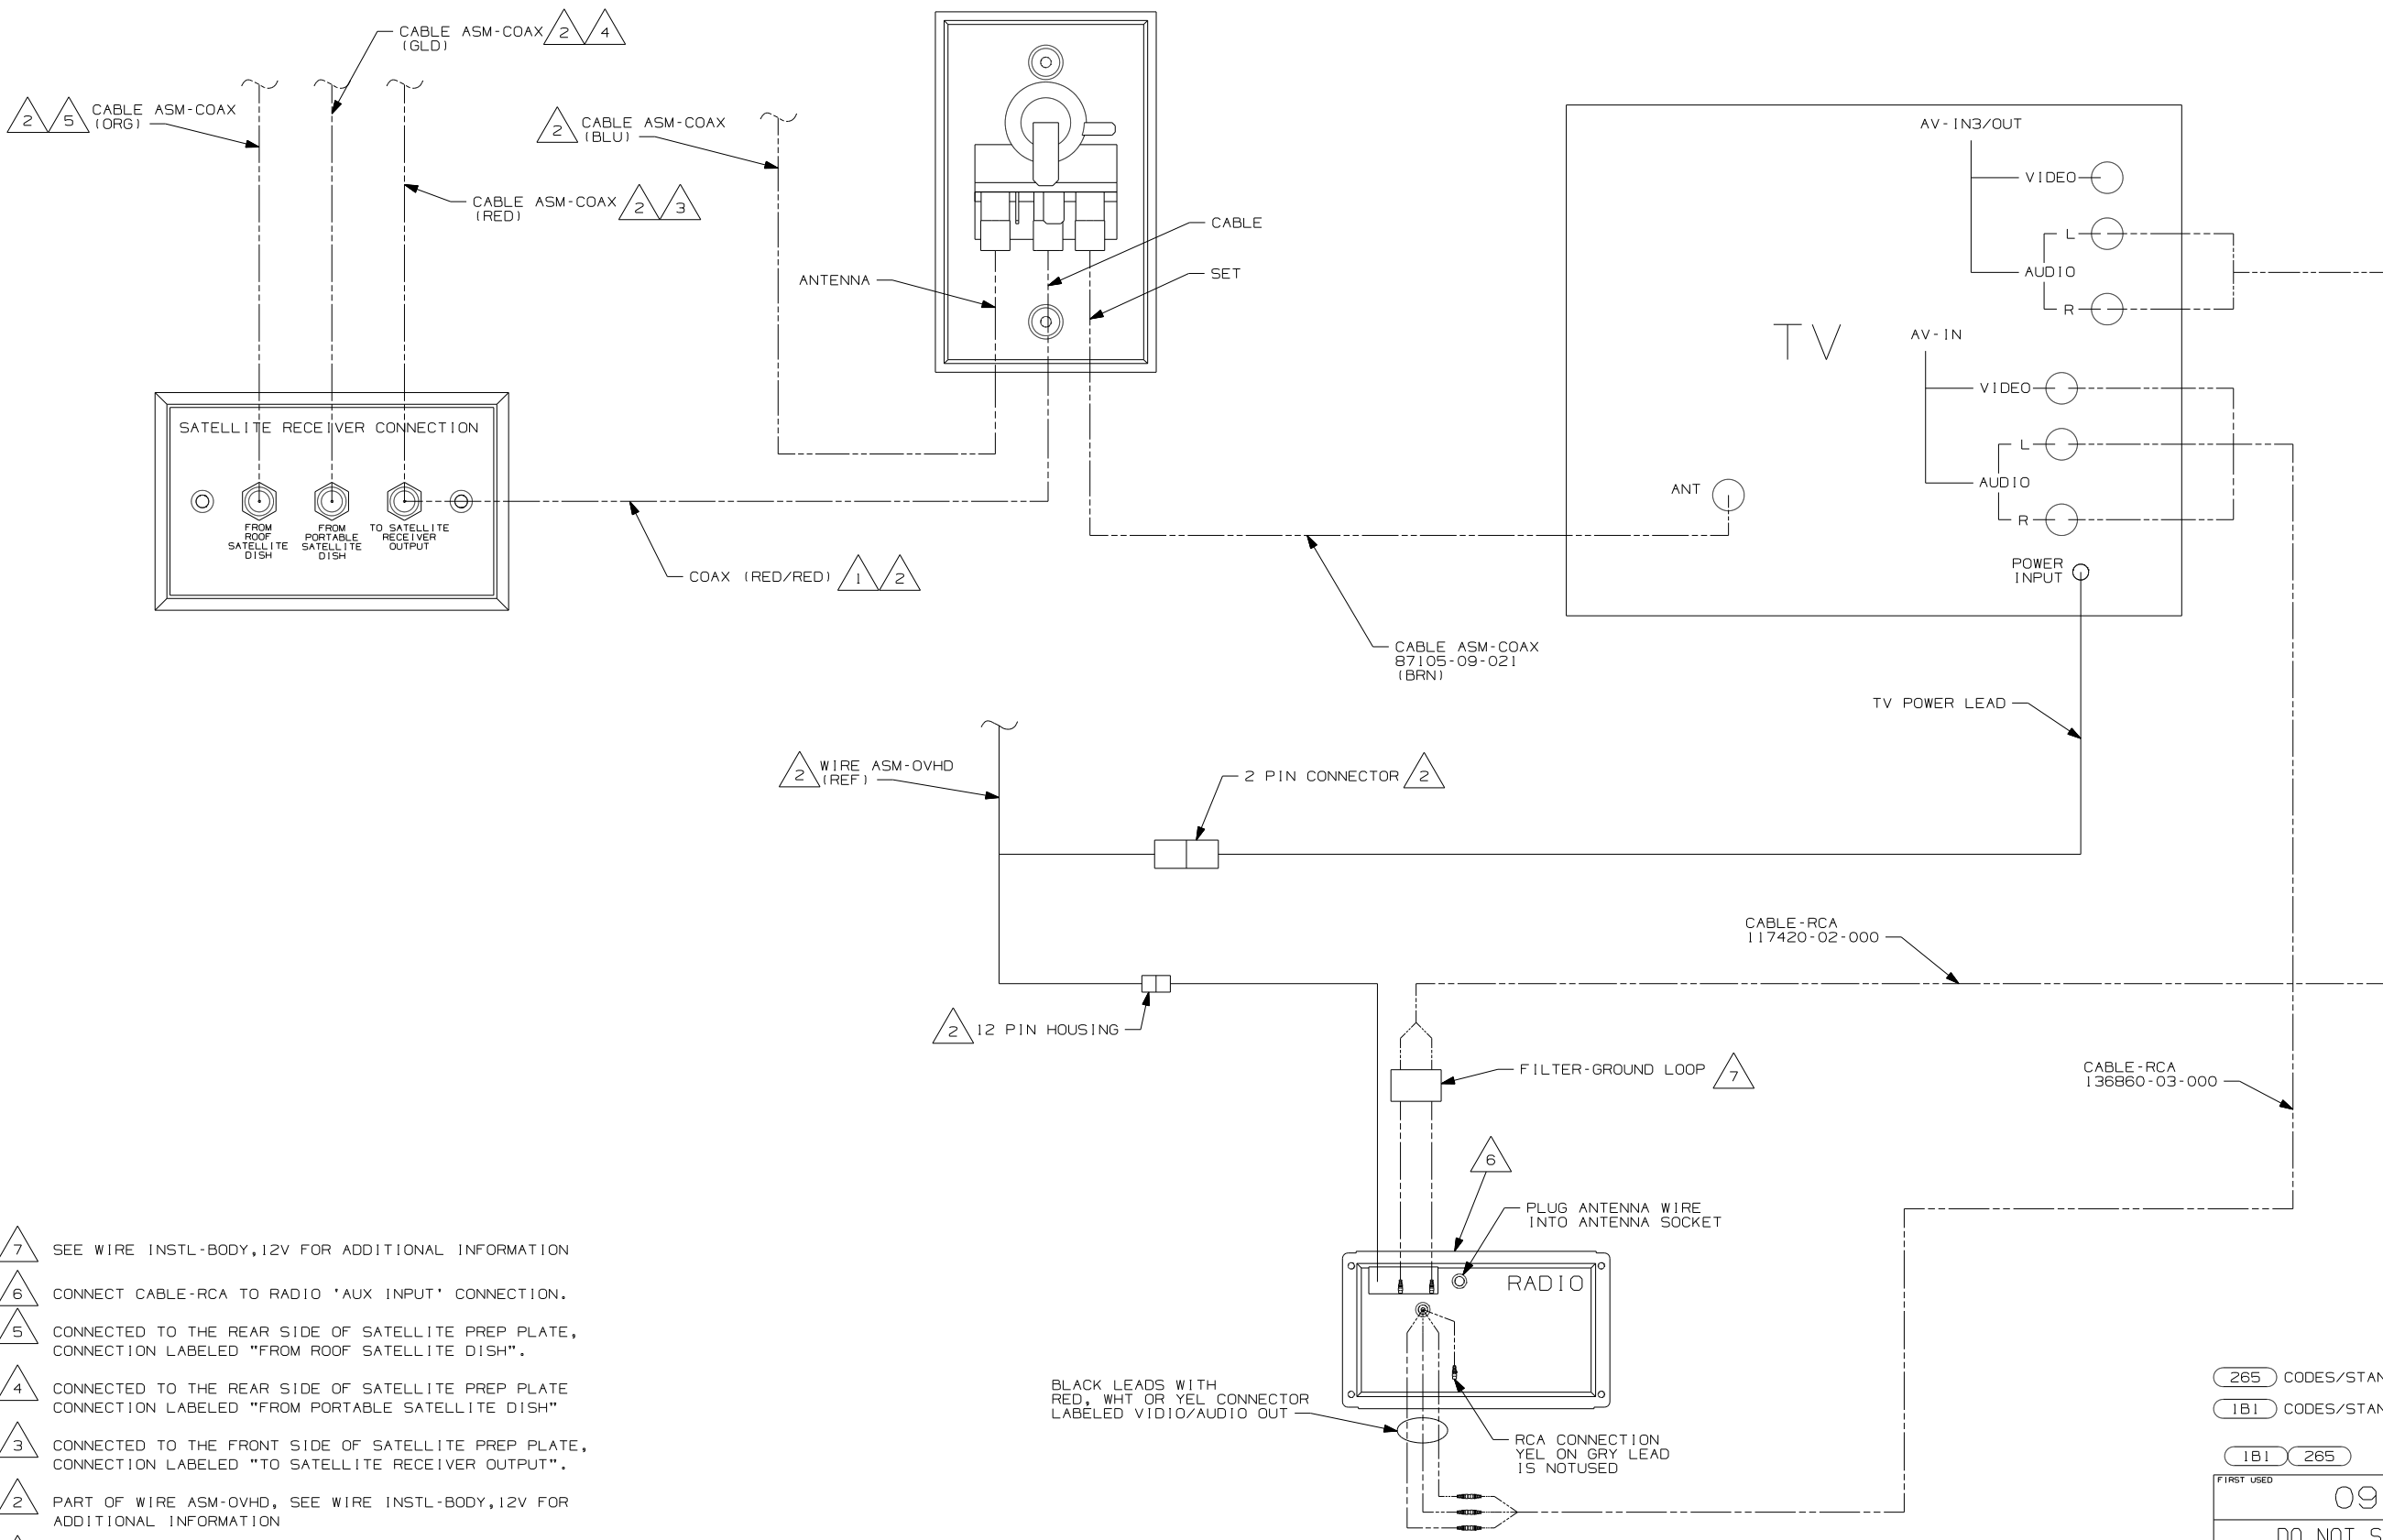 CABLE ASM-COAX 2 4
(GLD)
2 5 CABLE ASM-COAX
(ORG)
2 CABLE ASM-COAX
(BLU)
CABLE ASM-COAX 2 3
(RED)
CABLE
ANTENNA
SET
SATELLITE RECEIVER CONNECTION
FROM
ROOF
SATELLITE
DISH
FROM
PORTABLE
SATELLITE
DISH
TO SATELLITE
RECEIVER
OUTPUT
COAX (RED/RED) 1 2
AV-IN3/OUT
VIDEO
L
AUDIO
R
TV
AV-IN
VIDEO
L
AUDIO
R
ANT
POWER
INPUT
CABLE ASM-COAX
87105-09-021
(BRN)
TV POWER LEAD
2 WIRE ASM-OVHD
(REF)
2 PIN CONNECTOR 2
CABLE-RCA
117420-02-000
2 12 PIN HOUSING
FILTER-GROUND LOOP 7
CABLE-RCA
136860-03-000
6
PLUG ANTENNA WIRE
INTO ANTENNA SOCKET
RADIO
BLACK LEADS WITH
RED, WHT OR YEL CONNECTOR
LABELED VIDIO/AUDIO OUT
RCA CONNECTION
YEL ON GRY LEAD
IS NOTUSED
7 SEE WIRE INSTL-BODY,12V FOR ADDITIONAL INFORMATION
6 CONNECT CABLE-RCA TO RADIO 'AUX INPUT' CONNECTION.
5 CONNECTED TO THE REAR SIDE OF SATELLITE PREP PLATE,
CONNECTION LABELED "FROM ROOF SATELLITE DISH".
4 CONNECTED TO THE REAR SIDE OF SATELLITE PREP PLATE
CONNECTION LABELED "FROM PORTABLE SATELLITE DISH"
3 CONNECTED TO THE FRONT SIDE OF SATELLITE PREP PLATE,
CONNECTION LABELED "TO SATELLITE RECEIVER OUTPUT".
2 PART OF WIRE ASM-OVHD, SEE WIRE INSTL-BODY,12V FOR
ADDITIONAL INFORMATION
265 CODES/STAN
1B1 CODES/STAN
1B1 265
FIRST USED
09
DO NOT S